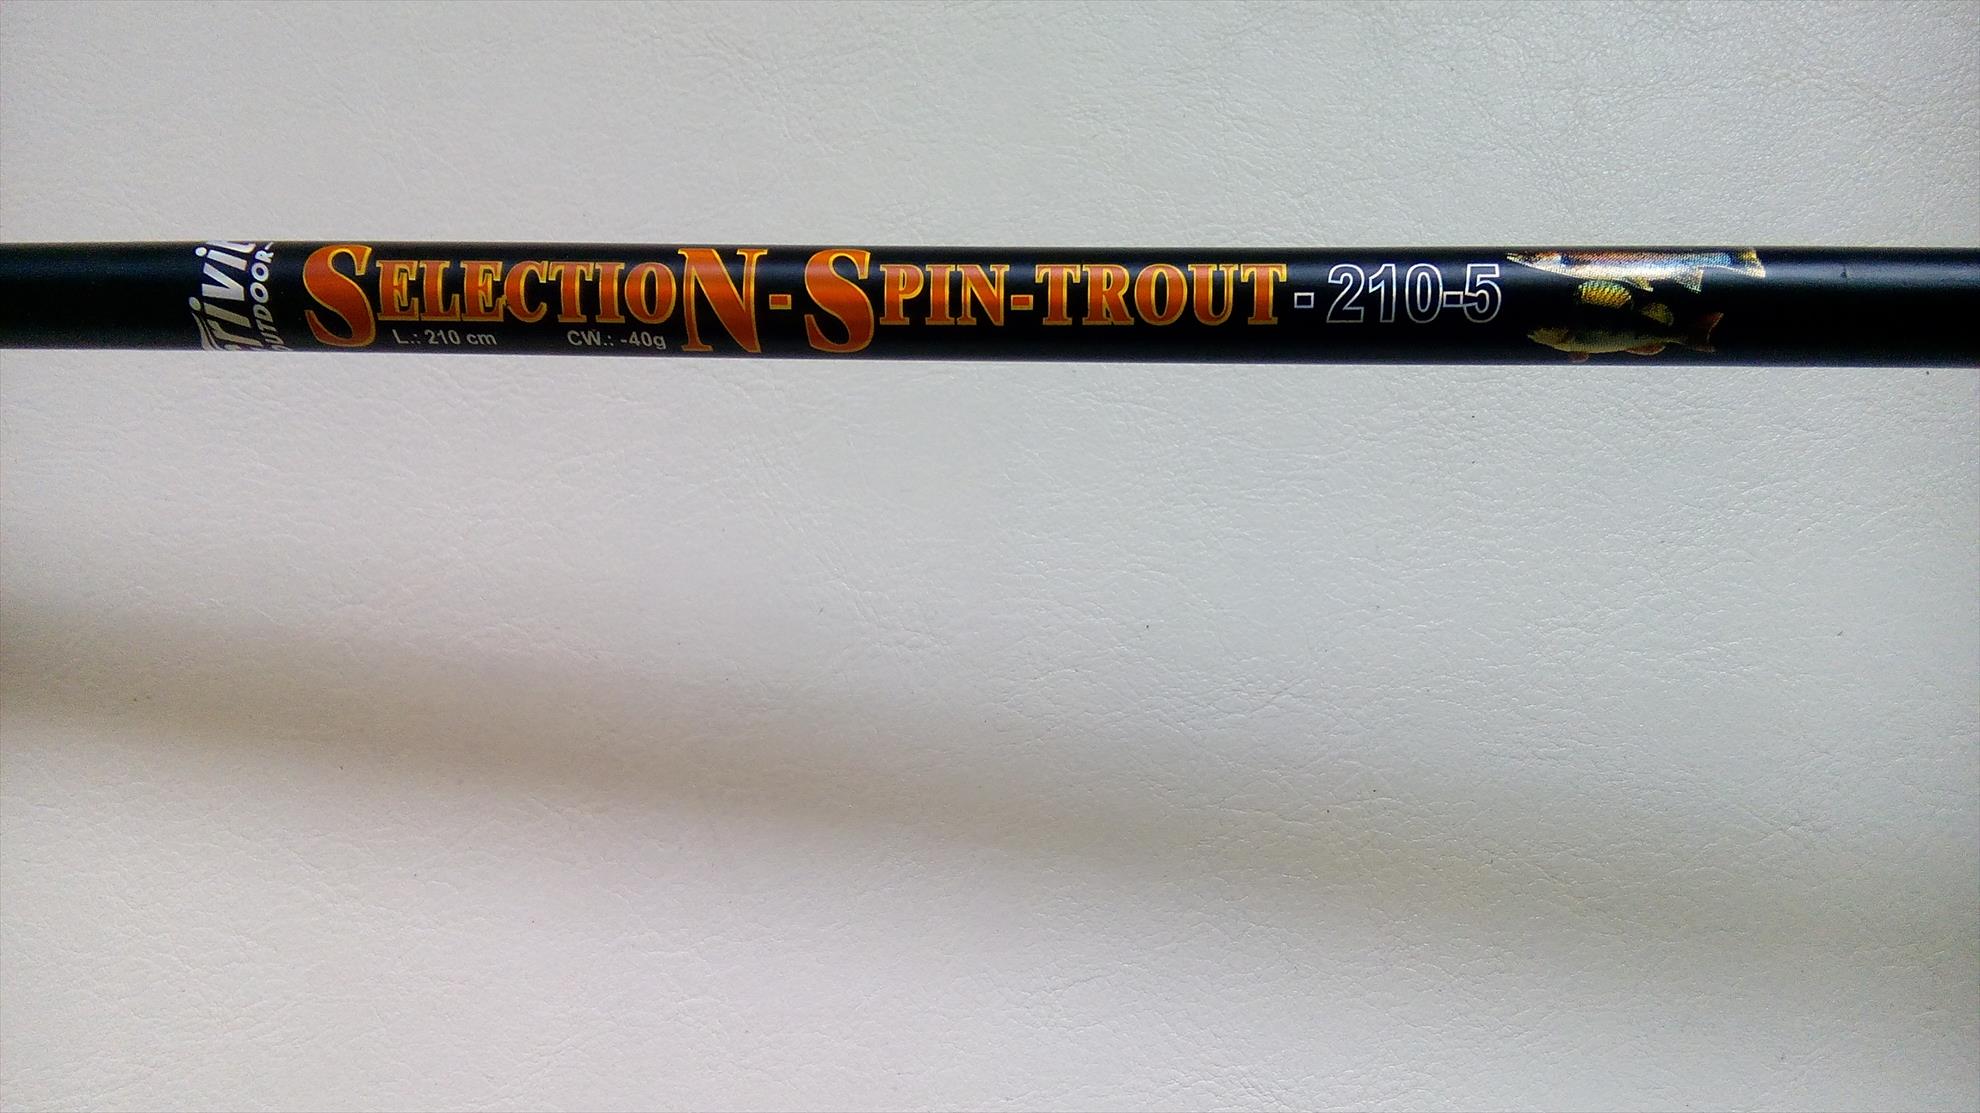 OUTDOOR
SELECTION - SPIN-TROUT - 210-5
L.: 210 cm CW.: -40g